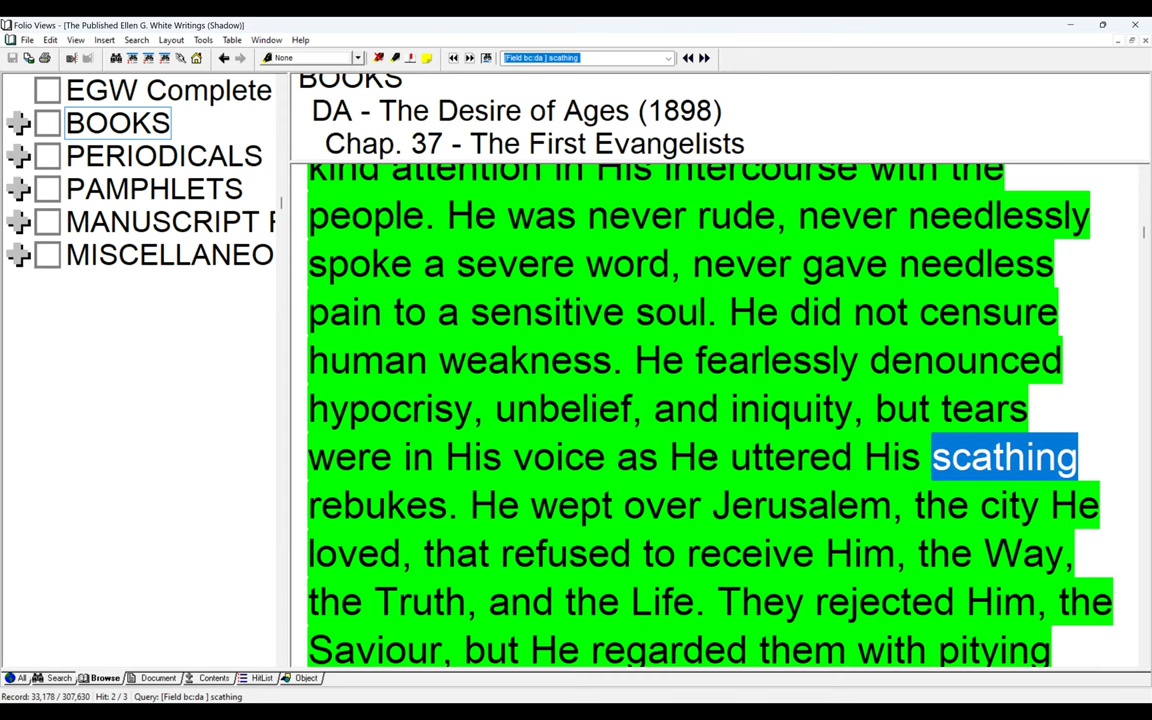 Folio Views - [The Published Ellen G. White Writings (Shadow)]
File Edit View Insert Search Layout Tools Table Window Help
None
[Field bc:da ] scathing
EGW Complete
BOOKS
PERIODICALS
PAMPHLETS
MANUSCRIPT
MISCELLANEO
BOOKS
DA - The Desire of Ages (1898)
Chap. 37 - The First Evangelists
kind attention in His intercourse with the
people. He was never rude, never needlessly
spoke a severe word, never gave needless
pain to a sensitive soul. He did not censure
human weakness. He fearlessly denounced
hypocrisy, unbelief, and iniquity, but tears
were in His voice as He uttered His scathing
rebukes. He wept over Jerusalem, the city He
loved, that refused to receive Him, the Way,
the Truth, and the Life. They rejected Him, the
Saviour, but He regarded them with pitying
All Search Browse Document Contents HitList Object
Record: 33,178 / 307,630 Hit: 2 / 3 Query: [Field bc:da ] scathing